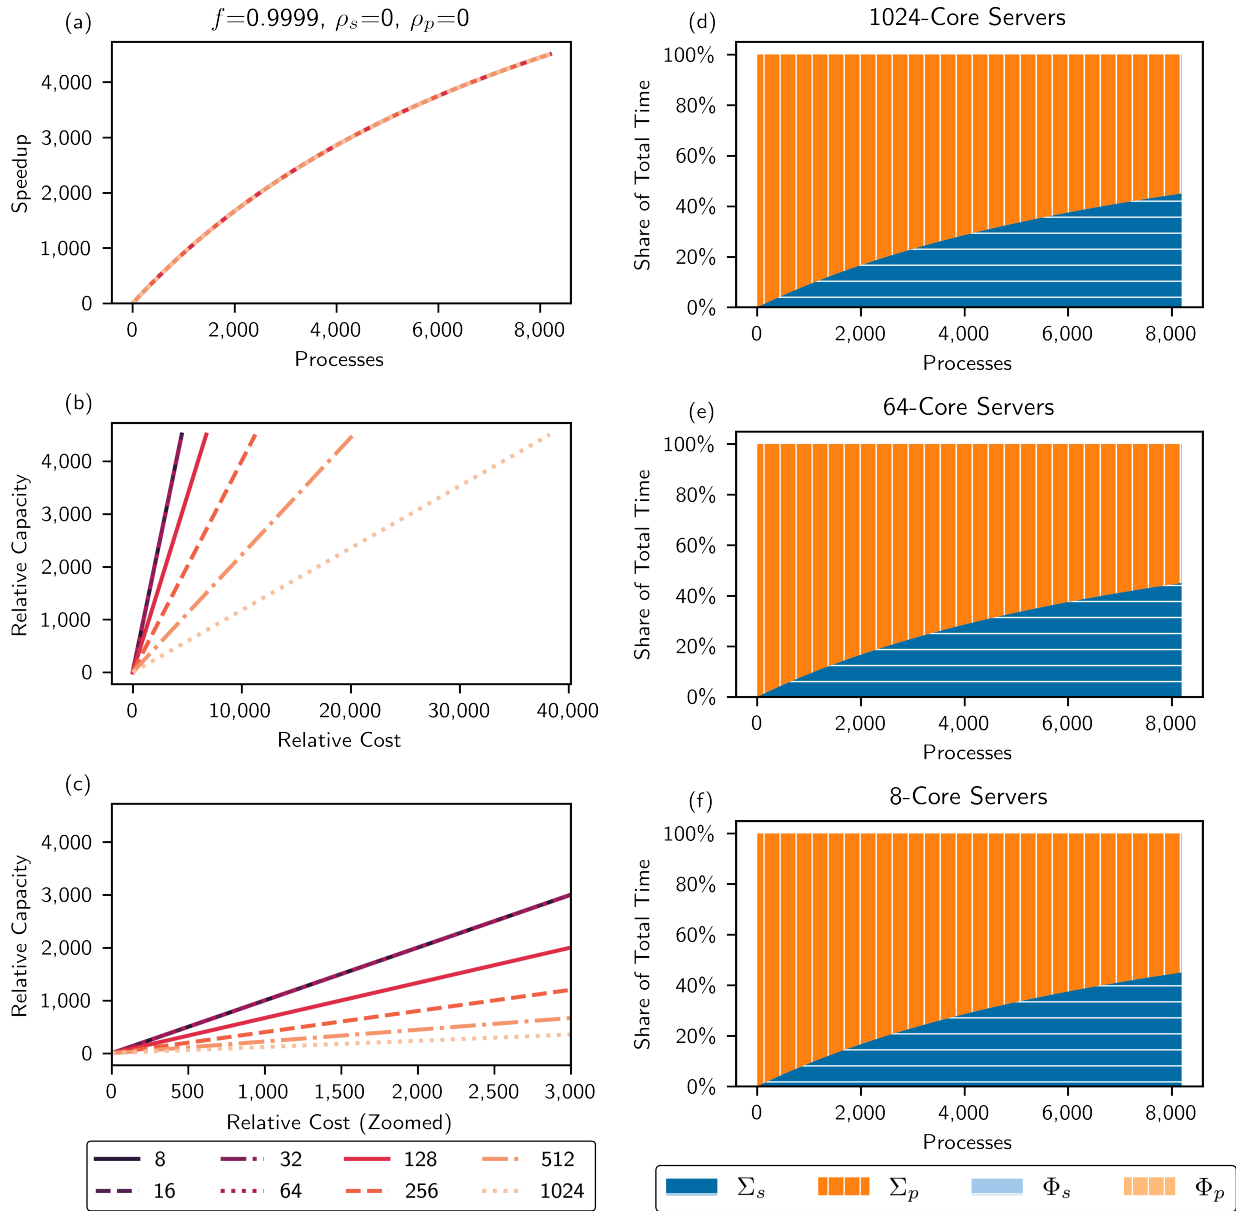 (a)
f=0.9999, ρs=0, ρp=0
4,000
3,000
2,000
1,000
0
Speedup
0 2,000 4,000 6,000 8,000
Processes
(b)
4,000
3,000
2,000
1,000
0
Relative Capacity
0 10,000 20,000 30,000 40,000
Relative Cost
(c)
4,000
3,000
2,000
1,000
0
Relative Capacity
0 500 1,000 1,500 2,000 2,500 3,000
Relative Cost (Zoomed)
8 32 128 512
16 64 256 1024
(d)
1024-Core Servers
100%
80%
60%
40%
20%
0%
Share of Total Time
0 2,000 4,000 6,000 8,000
Processes
(e)
64-Core Servers
100%
80%
60%
40%
20%
0%
Share of Total Time
0 2,000 4,000 6,000 8,000
Processes
(f)
8-Core Servers
100%
80%
60%
40%
20%
0%
Share of Total Time
0 2,000 4,000 6,000 8,000
Processes
Σs Σp Φs Φp